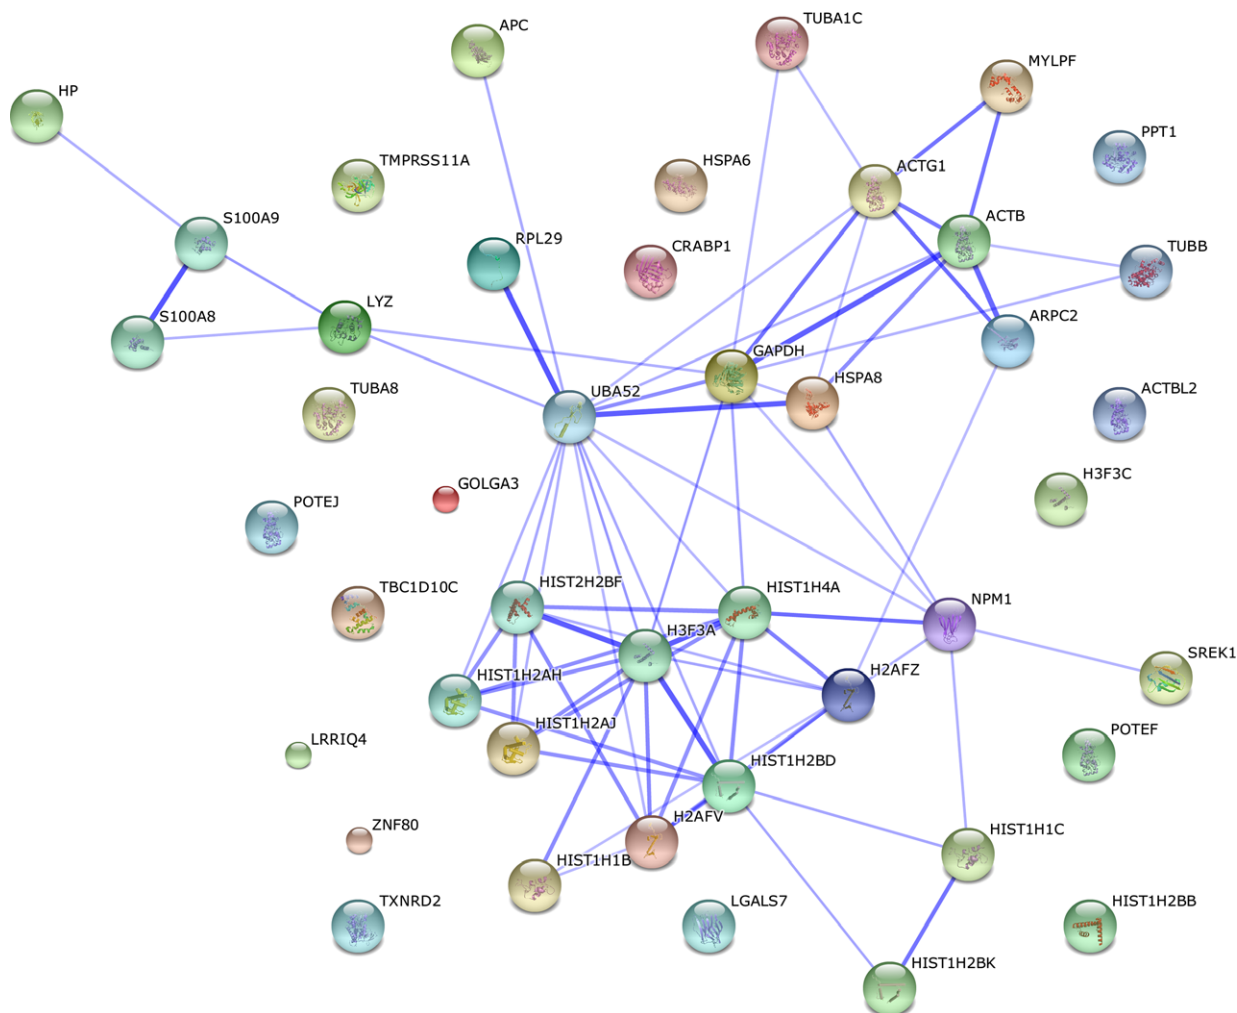 TUBA1C
APC
MYLPF
HP
PPT1
TMPRSS11A
HSPA6
ACTG1
ACTB
S100A9
RPL29
CRABP1
TUBB
S100A8
LYZ
ARPC2
GAPDH
HSPA8
TUBA8
UBA52
ACTBL2
H3F3C
GOLGA3
POTEJ
TBC1D10C
HIST2H2BF
HIST1H4A
NPM1
H3F3A
SREK1
HIST1H2AH
H2AFZ
HIST1H2AJ
POTEF
LRRIQ4
HIST1H2BD
H2AFV
ZNF80
HIST1H1C
HIST1H1B
TXNRD2
LGALS7
HIST1H2BB
HIST1H2BK